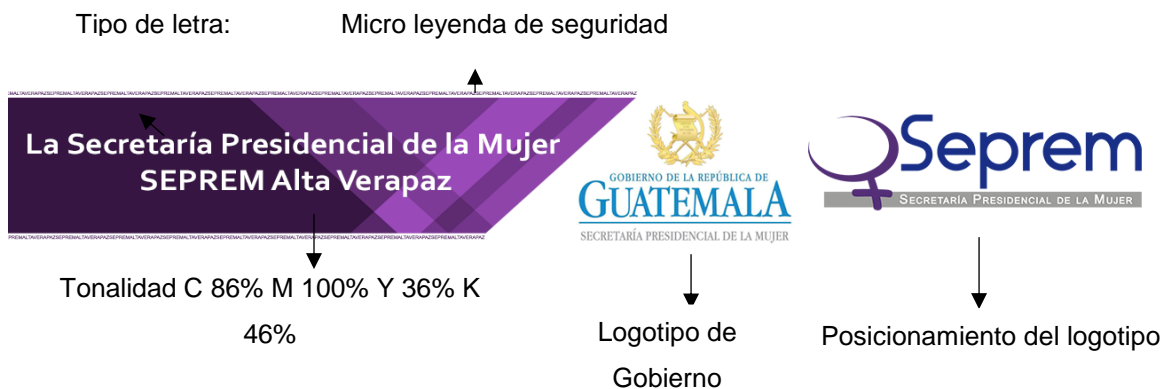 Tipo de letra:
Micro leyenda de seguridad
EMALTAVERAPAZSEPREMALTAVERAPAZSEPREMALTAVERAPAZSEPREMALTAVERAPAZSEPREMALTAVERAPAZSEPREMALTAVERAPAZSEPREMALTAVERAPAZSEPREMALTAVERAPAZSEPREMALTAVERAPAZSEPREMALTAVERAPAZ
La Secretaría Presidencial de la Mujer
SEPREM Alta Verapaz
PREMALTAVERAPAZSEPREMALTAVERAPAZSEPREMALTAVERAPAZSEPREMALTAVERAPAZSEPREMALTAVERAPAZSEPREMALTAVERAPAZSEPREMALTAVERAPAZ
GOBIERNO DE LA REPÚBLICA DE
GUATEMALA
SECRETARÍA PRESIDENCIAL DE LA MUJER
Seprem
SECRETARÍA PRESIDENCIAL DE LA MUJER
Tonalidad C 86% M 100% Y 36% K
46%
Logotipo de
Gobierno
Posicionamiento del logotipo